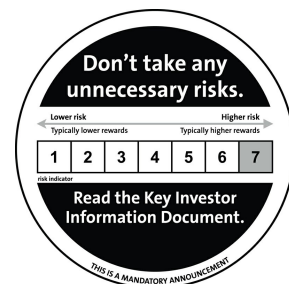 Don't take any
unnecessary risks.
Lower risk Higher risk
Typically lower rewards Typically higher rewards
1 2 3 4 5 6 7
risk indicator
Read the Key Investor
Information Document.
THIS IS A MANDATORY ANNOUNCEMENT